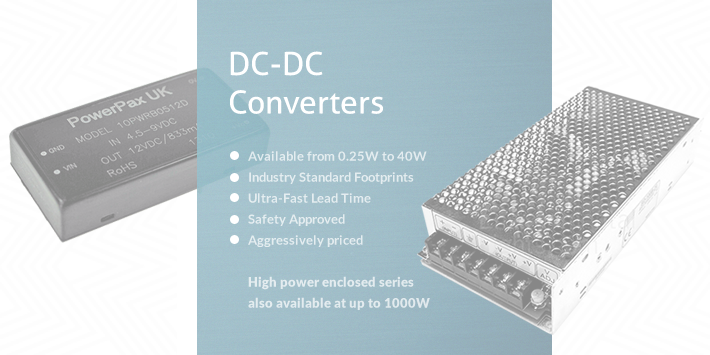 DC-DC
Converters
Available from 0.25W to 40W
Industry Standard Footprints
Ultra-Fast Lead Time
Safety Approved
Aggressively priced
High power enclosed series
also available at up to 1000W
PowerPax UK
MODEL 10PWRB0512D
IN 4.5-9VDC
OUT 12VDC/833m
RoHS
GND
VIN